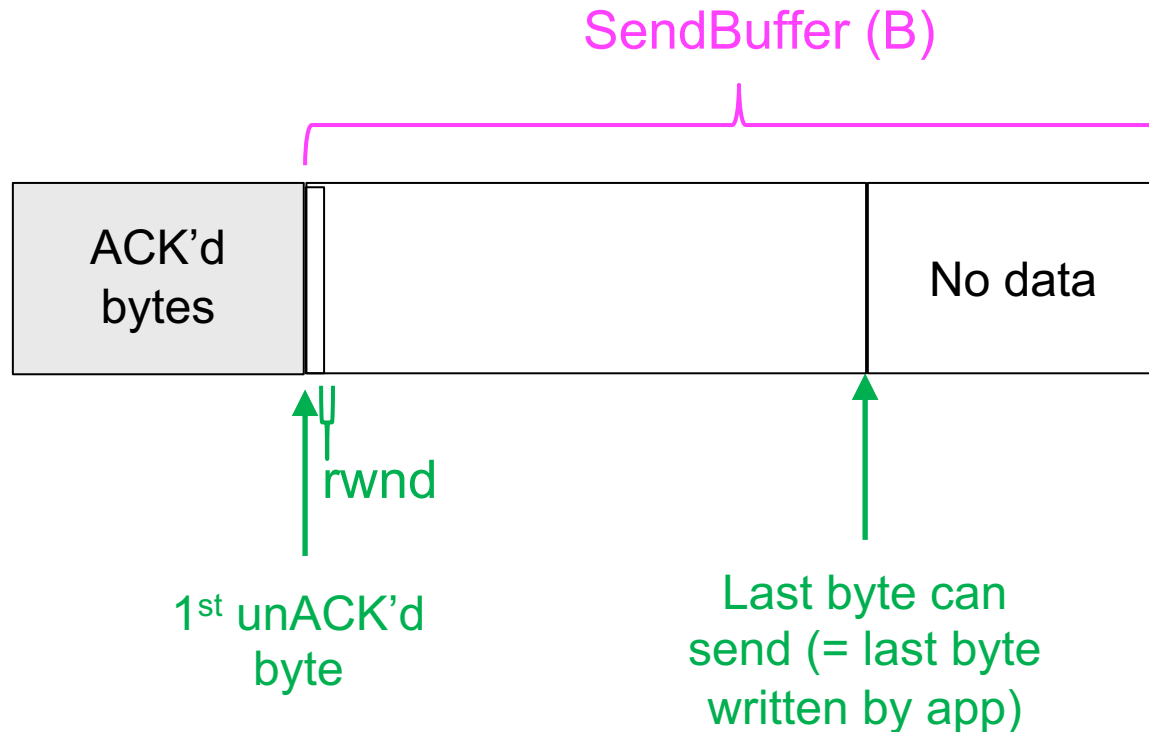 SendBuffer (B)
ACK’d
bytes
No data
rwnd
1st unACK’d
byte
Last byte can
send (= last byte
written by app)